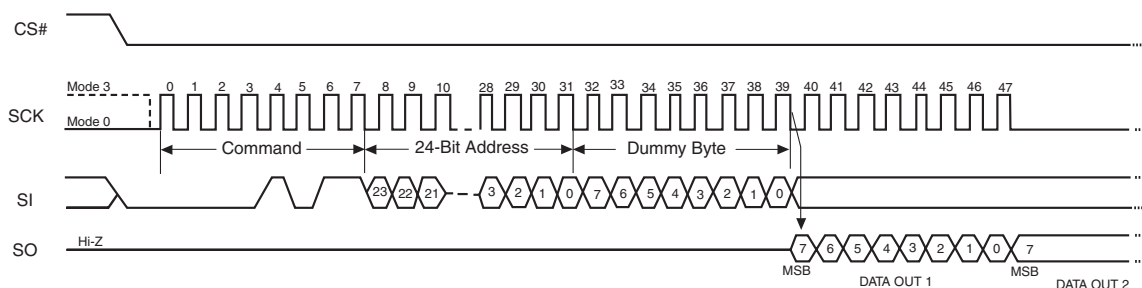 CS#
Mode 3
0 1 2 3 4 5 6 7 8 9 10 28 29 30 31 32 33 34 35 36 37 38 39 40 41 42 43 44 45 46 47
SCK
Mode 0
Command 24-Bit Address Dummy Byte
SI
23 22 21 3 2 1 0 7 6 5 4 3 2 1 0
Hi-Z
SO
7 6 5 4 3 2 1 0 7
MSB DATA OUT 1 MSB DATA OUT 2